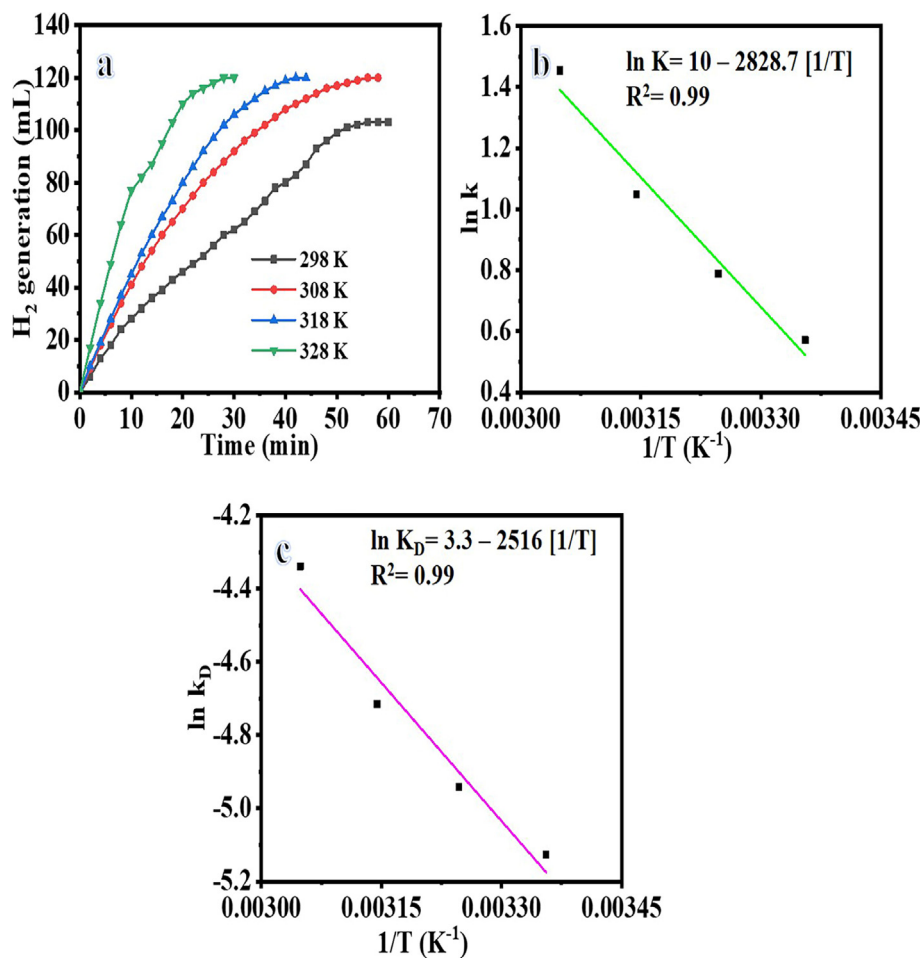 a
H₂ generation (mL)
140
120
100
80
60
40
20
0
298 K
308 K
318 K
328 K
0 10 20 30 40 50 60 70
Time (min)
b
ln K= 10 – 2828.7 [1/T]
R²= 0.99
ln k
1.6
1.4
1.2
1.0
0.8
0.6
0.4
0.00300 0.00315 0.00330 0.00345
1/T (K⁻¹)
c
ln K_D= 3.3 – 2516 [1/T]
R²= 0.99
ln k_D
-4.2
-4.4
-4.6
-4.8
-5.0
-5.2
0.00300 0.00315 0.00330 0.00345
1/T (K⁻¹)